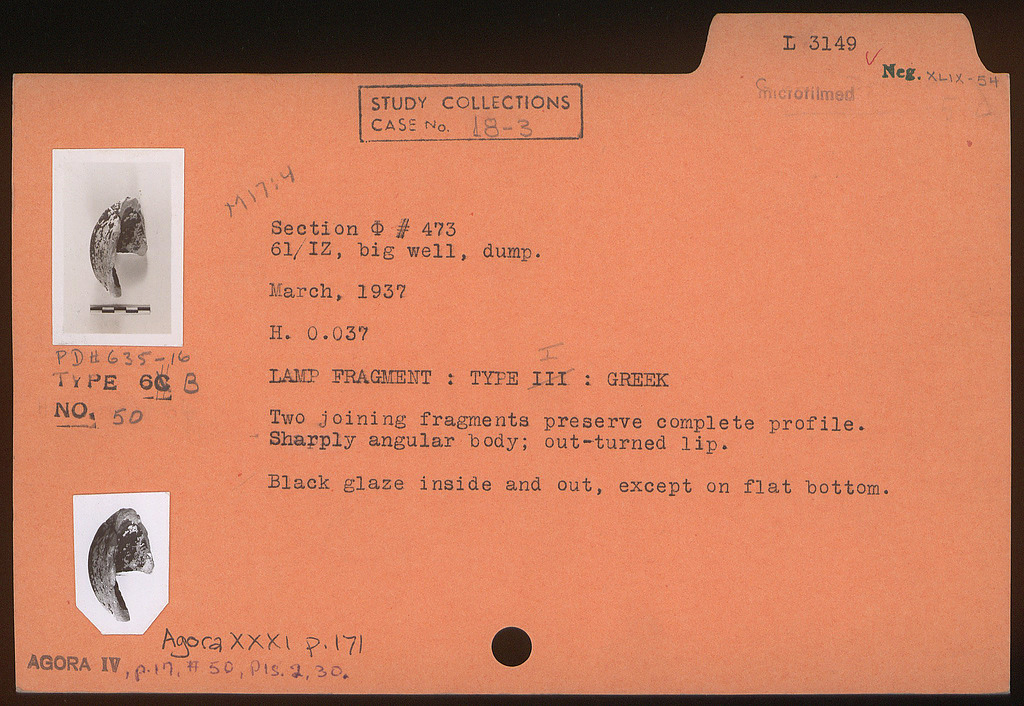 L 3149
Neg. XLIX-54
microfilmed
STUDY COLLECTIONS
CASE No. 18-3
Section Φ # 473
61/IZ, big well, dump.
March, 1937
H. 0.037
I
LAMP FRAGMENT : TYPE III : GREEK
Two joining fragments preserve complete profile.
Sharply angular body; out-turned lip.
Black glaze inside and out, except on flat bottom.
PD# 635-16
TYPE 6C B
NO. 50
Agora XXXI p.171
AGORA IV, p.17, # 50, Pls. 2, 30.